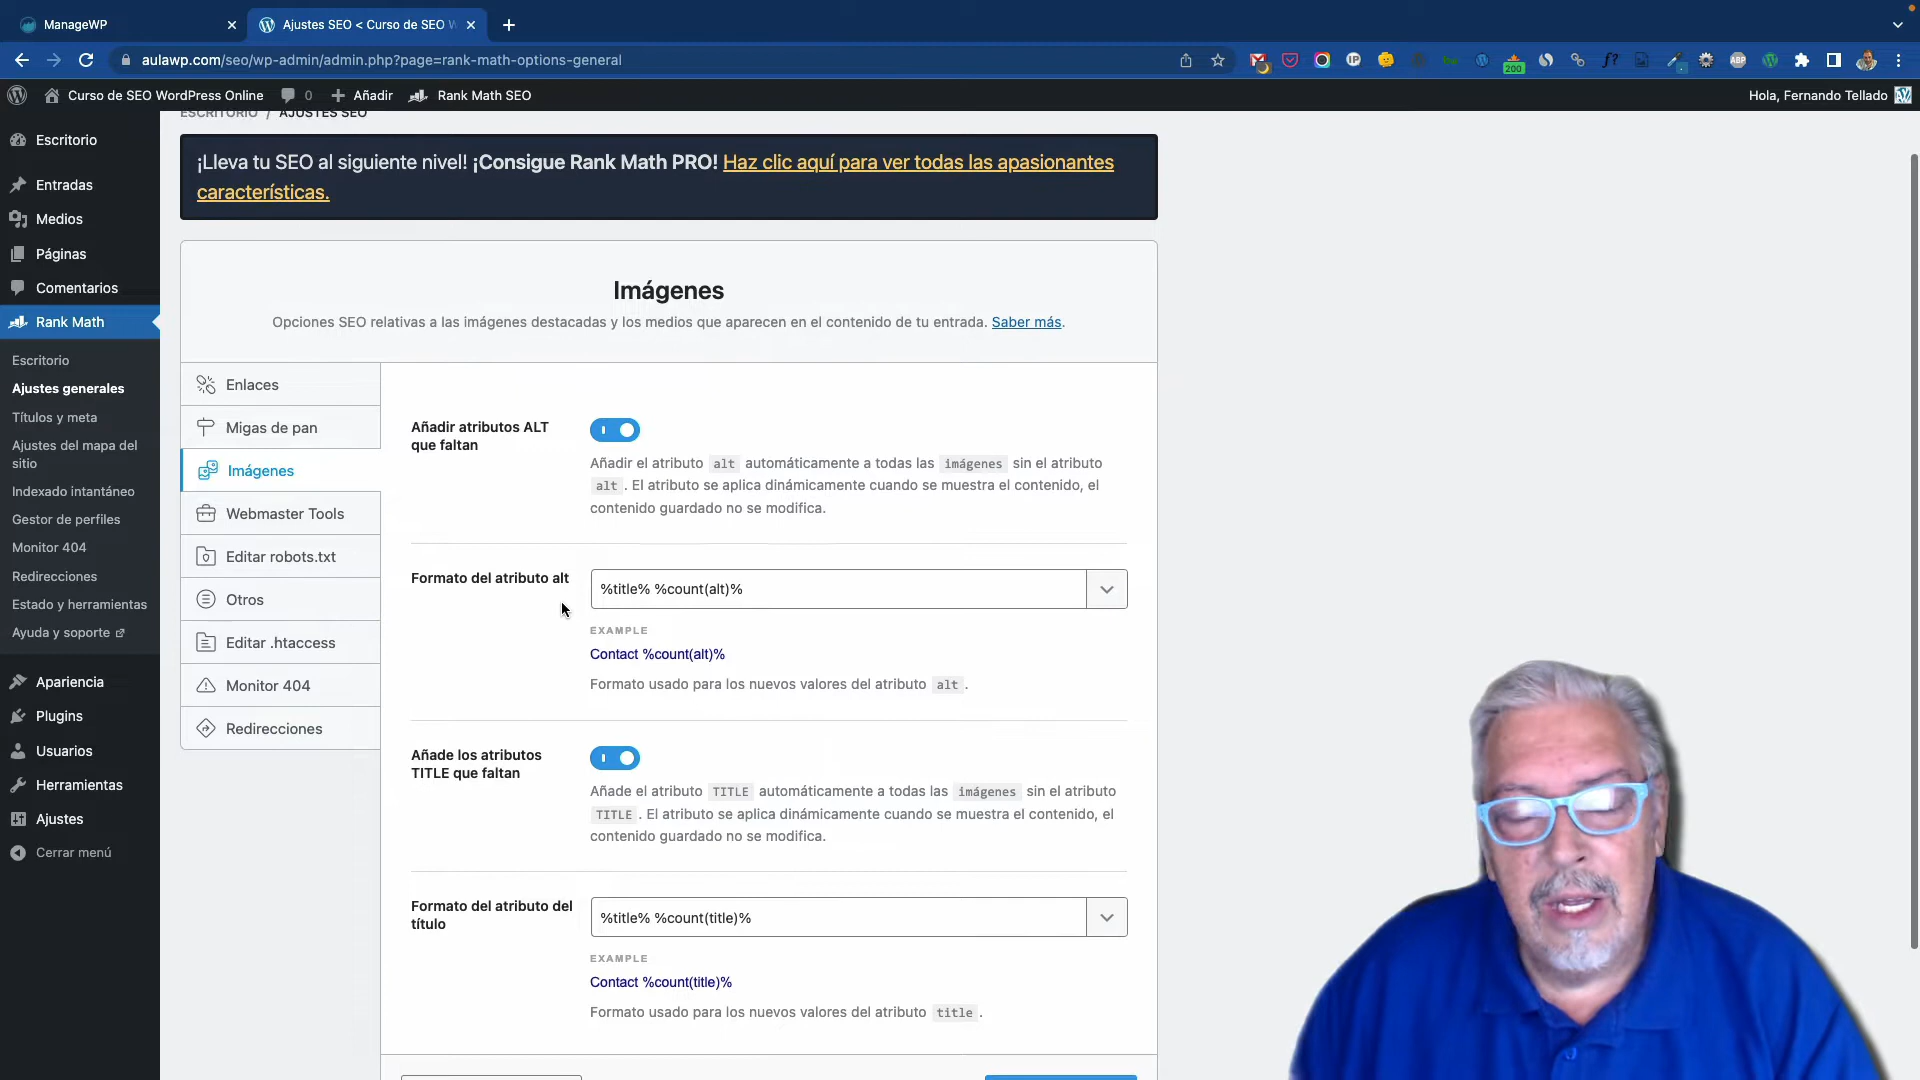 ManageWP
Ajustes SEO < Curso de SEO W
aulawp.com/seo/wp-admin/admin.php?page=rank-math-options-general
200
IP
ABP
f?
Curso de SEO WordPress Online
0
Añadir
Rank Math SEO
Hola, Fernando Tellado
Escritorio
Entradas
Medios
Páginas
Comentarios
Rank Math
Escritorio
Ajustes generales
Títulos y meta
Ajustes del mapa del
sitio
Indexado intantáneo
Gestor de perfiles
Monitor 404
Redirecciones
Estado y herramientas
Ayuda y soporte
Apariencia
Plugins
Usuarios
Herramientas
Ajustes
Cerrar menú
ESCRITORIO / AJUSTES SEO
¡Lleva tu SEO al siguiente nivel! ¡Consigue Rank Math PRO! Haz clic aquí para ver todas las apasionantes
características.
Imágenes
Opciones SEO relativas a las imágenes destacadas y los medios que aparecen en el contenido de tu entrada. Saber más.
Enlaces
Migas de pan
Imágenes
Webmaster Tools
Editar robots.txt
Otros
Editar .htaccess
Monitor 404
Redirecciones
Añadir atributos ALT
que faltan
Añadir el atributo alt automáticamente a todas las imágenes sin el atributo
alt . El atributo se aplica dinámicamente cuando se muestra el contenido, el
contenido guardado no se modifica.
Formato del atributo alt
%title% %count(alt)%
EXAMPLE
Contact %count(alt)%
Formato usado para los nuevos valores del atributo alt .
Añade los atributos
TITLE que faltan
Añade el atributo TITLE automáticamente a todas las imágenes sin el atributo
TITLE . El atributo se aplica dinámicamente cuando se muestra el contenido, el
contenido guardado no se modifica.
Formato del atributo del
título
%title% %count(title)%
EXAMPLE
Contact %count(title)%
Formato usado para los nuevos valores del atributo title .